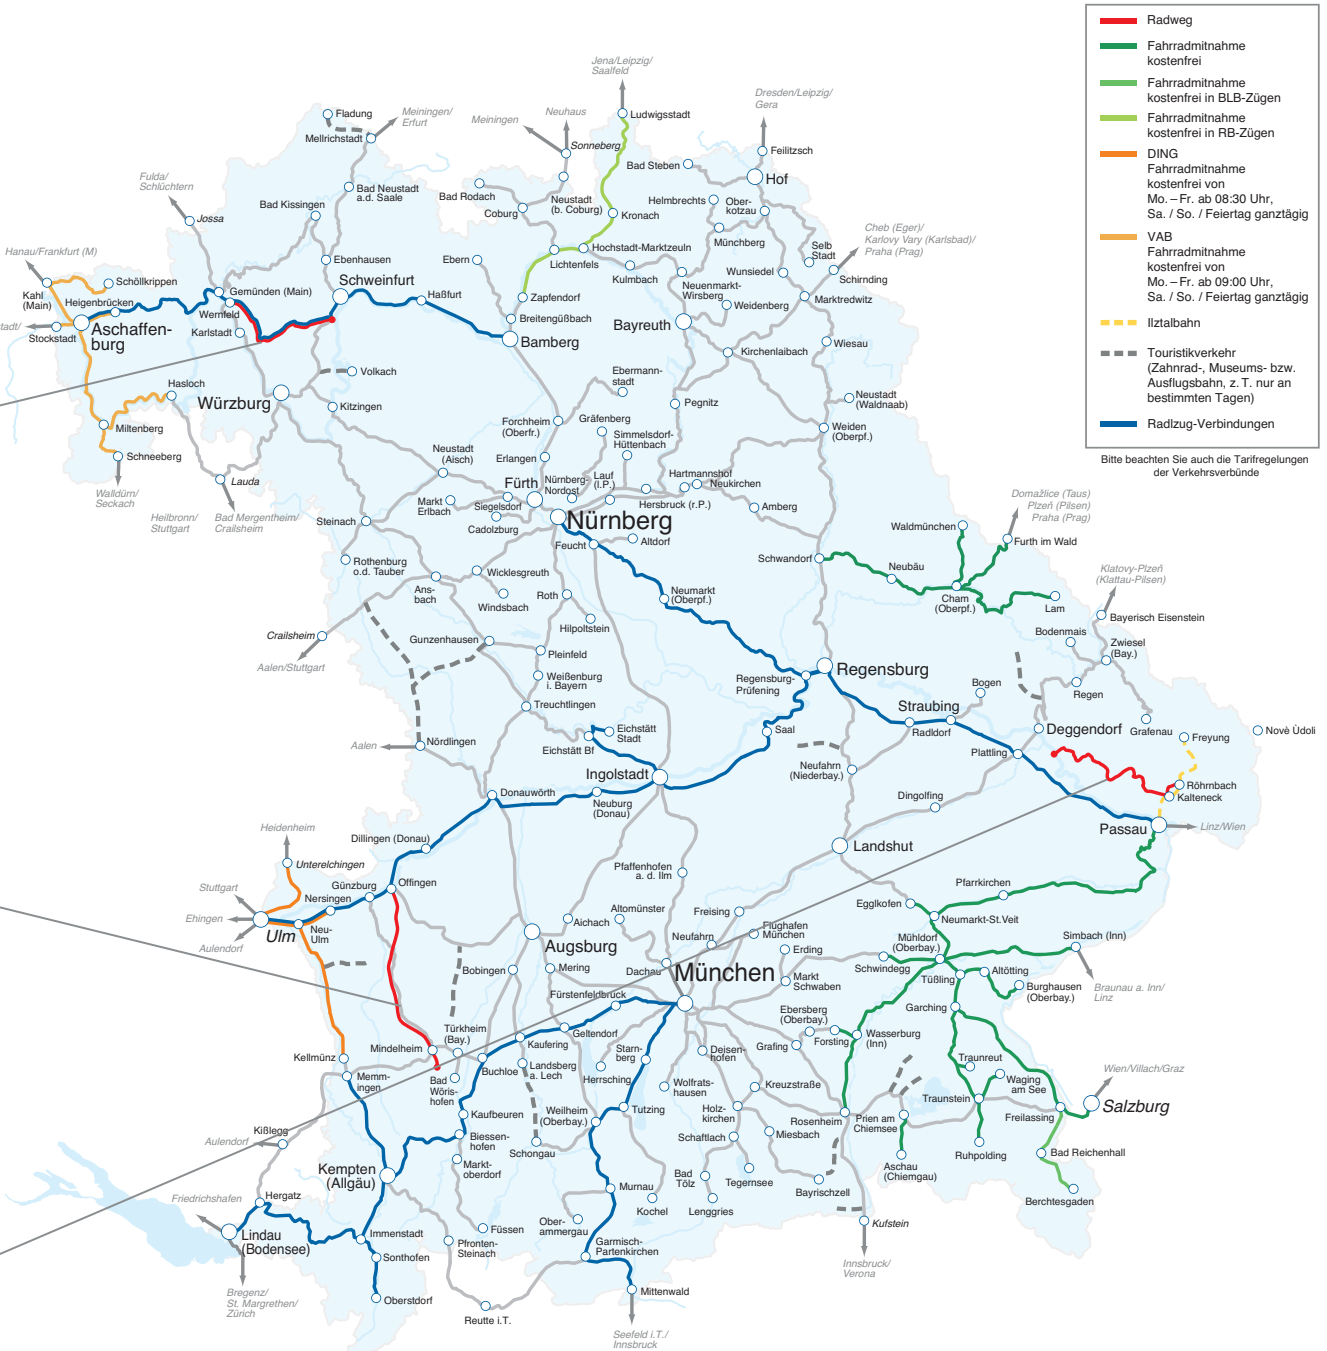 Radweg
Fahrradmitnahme
kostenfrei
Fahrradmitnahme
kostenfrei in BLB-Zügen
Fahrradmitnahme
kostenfrei in RB-Zügen
DING
Fahrradmitnahme
kostenfrei von
Mo. – Fr. ab 08:30 Uhr,
Sa. / So. / Feiertag ganztägig
VAB
Fahrradmitnahme
kostenfrei von
Mo. – Fr. ab 09:00 Uhr,
Sa. / So. / Feiertag ganztägig
Ilztalbahn
Touristikverkehr
(Zahnrad-, Museums- bzw.
Ausflugsbahn, z. T. nur an
bestimmten Tagen)
Radlzug-Verbindungen
Bitte beachten Sie auch die Tarifregelungen
der Verkehrsverbünde
Jena/Leipzig/
Saalfeld
Dresden/Leipzig/
Gera
Fladung
Meiningen/
Erfurt
Mellrichstadt
Meiningen
Neuhaus
Ludwigsstadt
Sonneberg
Feilitzsch
Bad Steben
Hof
Fulda/
Schlüchtern
Jossa
Bad Neustadt
a.d. Saale
Bad Kissingen
Bad Rodach
Coburg
Neustadt
(b. Coburg)
Kronach
Helmbrechts
Ober-
kotzau
Münchberg
Selb
Stadt
Cheb (Eger)/
Karlovy Vary (Karlsbad)/
Praha (Prag)
Schirnding
Hanau/Frankfurt (M)
Kahl
(Main)
Schöllkrippen
Heigenbrücken
Gemünden (Main)
Wernfeld
Karlstadt
Ebenhausen
Schweinfurt
Haßfurt
Ebern
Lichtenfels
Hochstadt-Marktzeuln
Kulmbach
Neuenmarkt-
Wirsberg
Wunsiedel
Marktredwitz
Weidenberg
Zapfendorf
Breitengüßbach
Bamberg
Bayreuth
Kirchenlaibach
Wiesau
stadt/
Stockstadt
Aschaffen-
burg
Hasloch
Volkach
Würzburg
Kitzingen
Miltenberg
Schneeberg
Walldürn/
Seckach
Lauda
Heilbronn/
Stuttgart
Bad Mergentheim/
Crailsheim
Ebermann-
stadt
Pegnitz
Neustadt
(Waldnaab)
Weiden
(Oberpf.)
Forchheim
(Oberfr.)
Gräfenberg
Simmelsdorf-
Hüttenbach
Neustadt
(Aisch)
Erlangen
Fürth
Nürnberg-
Nordost
Lauf
(l.P.)
Hartmannshof
Neukirchen
Hersbruck (r.P.)
Amberg
Markt
Erlbach
Siegelsdorf
Cadolzburg
Nürnberg
Steinach
Feucht
Altdorf
Schwandorf
Waldmünchen
Domažlice (Taus)
Plzeň (Pilsen)
Praha (Prag)
Furth im Wald
Neubäu
Cham
(Oberpf.)
Lam
Klatovy-Plzeň
(Klattau-Pilsen)
Bayerisch Eisenstein
Bodenmais
Zwiesel
(Bay.)
Regen
Rothenburg
o.d. Tauber
Ans-
bach
Wicklesgreuth
Windsbach
Roth
Hilpoltstein
Neumarkt
(Oberpf.)
Crailsheim
Aalen/Stuttgart
Gunzenhausen
Pleinfeld
Weißenburg
i. Bayern
Treuchtlingen
Regensburg-
Prüfening
Regensburg
Bogen
Straubing
Radldorf
Deggendorf
Grafenau
Freyung
Novè Ùdoli
Plattling
Röhrnbach
Kalteneck
Passau
Linz/Wien
Aalen
Nördlingen
Eichstätt
Stadt
Eichstätt Bf
Saal
Ingolstadt
Neufahrn
(Niederbay.)
Dingolfing
Landshut
Donauwörth
Neuburg
(Donau)
Dillingen (Donau)
Heidenheim
Unterelchingen
Stuttgart
Ehingen
Aulendorf
Ulm
Neu-
Ulm
Nersingen
Günzburg
Offingen
Pfaffenhofen
a. d. Ilm
Pfarrkirchen
Egglkofen
Neumarkt-St.Veit
Simbach (Inn)
Braunau a. Inn/
Linz
Aichach
Altomünster
Freising
Neufahrn
Flughafen
München
Augsburg
Bobingen
Mering
Dachau
München
Erding
Markt
Schwaben
Schwindegg
Mühldorf
(Oberbay.)
Tüßling
Altötting
Burghausen
(Oberbay.)
Garching
Fürstenfeldbruck
Geltendorf
Kaufering
Landsberg
a. Lech
Buchloe
Türkheim
(Bay.)
Mindelheim
Bad
Wöris-
hofen
Kellmünz
Memm-
ingen
Starn-
berg
Herrsching
Wolfrats-
hausen
Deisen-
hofen
Ebersberg
(Oberbay.)
Grafing
Forsting
Wasserburg
(Inn)
Traunreut
Waging
am See
Traunstein
Freilassing
Wien/Villach/Graz
Salzburg
Kreuzstraße
Rosenheim
Prien am
Chiemsee
Ruhpolding
Bad Reichenhall
Berchtesgaden
Aschau
(Chiemgau)
Kaufbeuren
Biessen-
hofen
Markt-
oberdorf
Weilheim
(Oberbay.)
Tutzing
Schongau
Holz-
kirchen
Schaftlach
Miesbach
Aulendorf
Kißlegg
Kempten
(Allgäu)
Friedrichshafen
Hergatz
Lindau
(Bodensee)
Bregenz/
St. Margrethen/
Zürich
Immenstadt
Sonthofen
Oberstdorf
Pfronten-
Steinach
Füssen
Reutte i.T.
Murnau
Ober-
ammergau
Kochel
Bad
Tölz
Lenggries
Tegernsee
Bayrischzell
Garmisch-
Partenkirchen
Mittenwald
Seefeld i.T./
Innsbruck
Kufstein
Innsbruck/
Verona